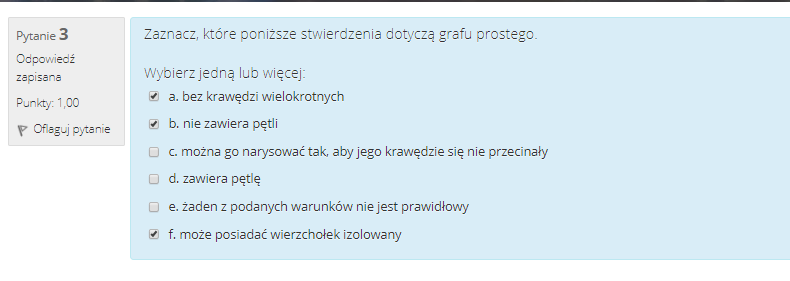 Pytanie 3
Odpowiedź
zapisana
Punkty: 1,00
Oflaguj pytanie
Zaznacz, które poniższe stwierdzenia dotyczą grafu prostego.
Wybierz jedną lub więcej:
a. bez krawędzi wielokrotnych
b. nie zawiera pętli
c. można go narysować tak, aby jego krawędzie się nie przecinały
d. zawiera pętlę
e. żaden z podanych warunków nie jest prawidłowy
f. może posiadać wierzchołek izolowany